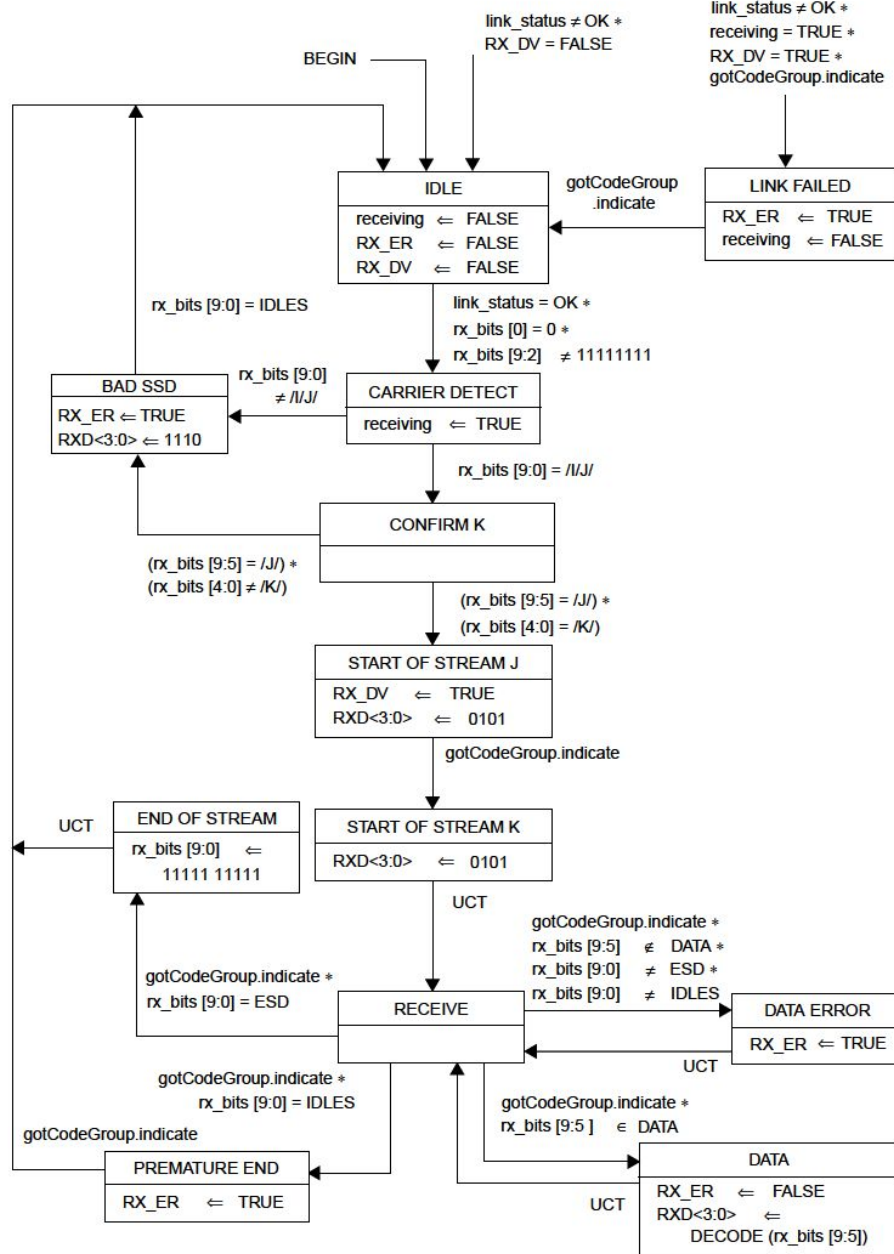 link_status ≠ OK ∗
RX_DV = FALSE
link_status ≠ OK ∗
receiving = TRUE ∗
RX_DV = TRUE ∗
gotCodeGroup.indicate
BEGIN
IDLE
receiving ⇐ FALSE
RX_ER ⇐ FALSE
RX_DV ⇐ FALSE
gotCodeGroup
.indicate
LINK FAILED
RX_ER ⇐ TRUE
receiving ⇐ FALSE
rx_bits [9:0] = IDLES
link_status = OK ∗
rx_bits [0] = 0 ∗
rx_bits [9:2] ≠ 11111111
BAD SSD
RX_ER ⇐ TRUE
RXD<3:0> ⇐ 1110
rx_bits [9:0]
≠ /I/J/
CARRIER DETECT
receiving ⇐ TRUE
rx_bits [9:0] = /I/J/
CONFIRM K
(rx_bits [9:5] = /J/) ∗
(rx_bits [4:0] ≠ /K/)
(rx_bits [9:5] = /J/) ∗
(rx_bits [4:0] = /K/)
START OF STREAM J
RX_DV ⇐ TRUE
RXD<3:0> ⇐ 0101
gotCodeGroup.indicate
UCT
END OF STREAM
rx_bits [9:0] ⇐
11111 11111
START OF STREAM K
RXD<3:0> ⇐ 0101
UCT
gotCodeGroup.indicate ∗
rx_bits [9:0] = ESD
gotCodeGroup.indicate ∗
rx_bits [9:5] ∉ DATA ∗
rx_bits [9:0] ≠ ESD ∗
rx_bits [9:0] ≠ IDLES
RECEIVE
DATA ERROR
RX_ER ⇐ TRUE
UCT
gotCodeGroup.indicate ∗
rx_bits [9:0] = IDLES
gotCodeGroup.indicate ∗
rx_bits [9:5 ] ∈ DATA
gotCodeGroup.indicate
PREMATURE END
RX_ER ⇐ TRUE
UCT
DATA
RX_ER ⇐ FALSE
RXD<3:0> ⇐
DECODE (rx_bits [9:5])